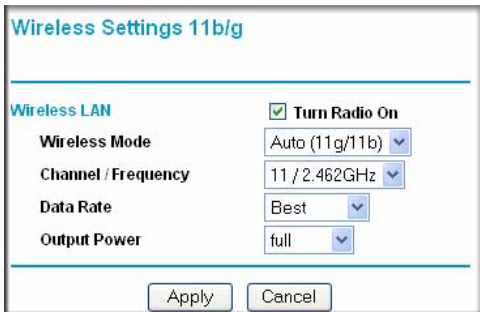 Wireless Settings 11b/g
Wireless LAN Turn Radio On
Wireless Mode Auto (11g/11b)
Channel / Frequency 11 / 2.462GHz
Data Rate Best
Output Power full
Apply Cancel